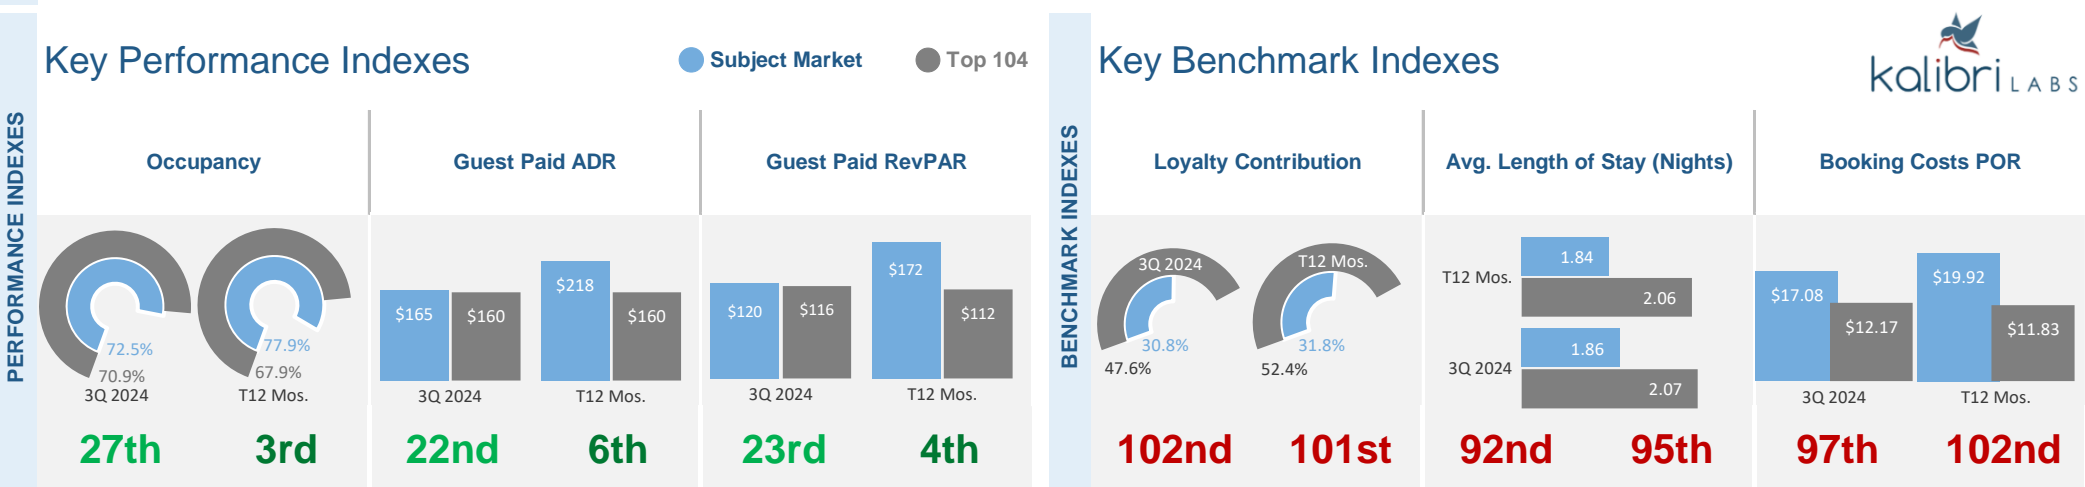 PERFORMANCE INDEXES
Key Performance Indexes
Subject Market
Top 104
Occupancy
Guest Paid ADR
Guest Paid RevPAR
72.5%
70.9%
3Q 2024
77.9%
67.9%
T12 Mos.
$165
$160
3Q 2024
$218
$160
T12 Mos.
$120
$116
3Q 2024
$172
$112
T12 Mos.
27th
3rd
22nd
6th
23rd
4th
BENCHMARK INDEXES
Key Benchmark Indexes
kalibri LABS
Loyalty Contribution
Avg. Length of Stay (Nights)
Booking Costs POR
3Q 2024
30.8%
47.6%
T12 Mos.
31.8%
52.4%
T12 Mos.
1.84
2.06
3Q 2024
1.86
2.07
$17.08
$12.17
3Q 2024
$19.92
$11.83
T12 Mos.
102nd
101st
92nd
95th
97th
102nd